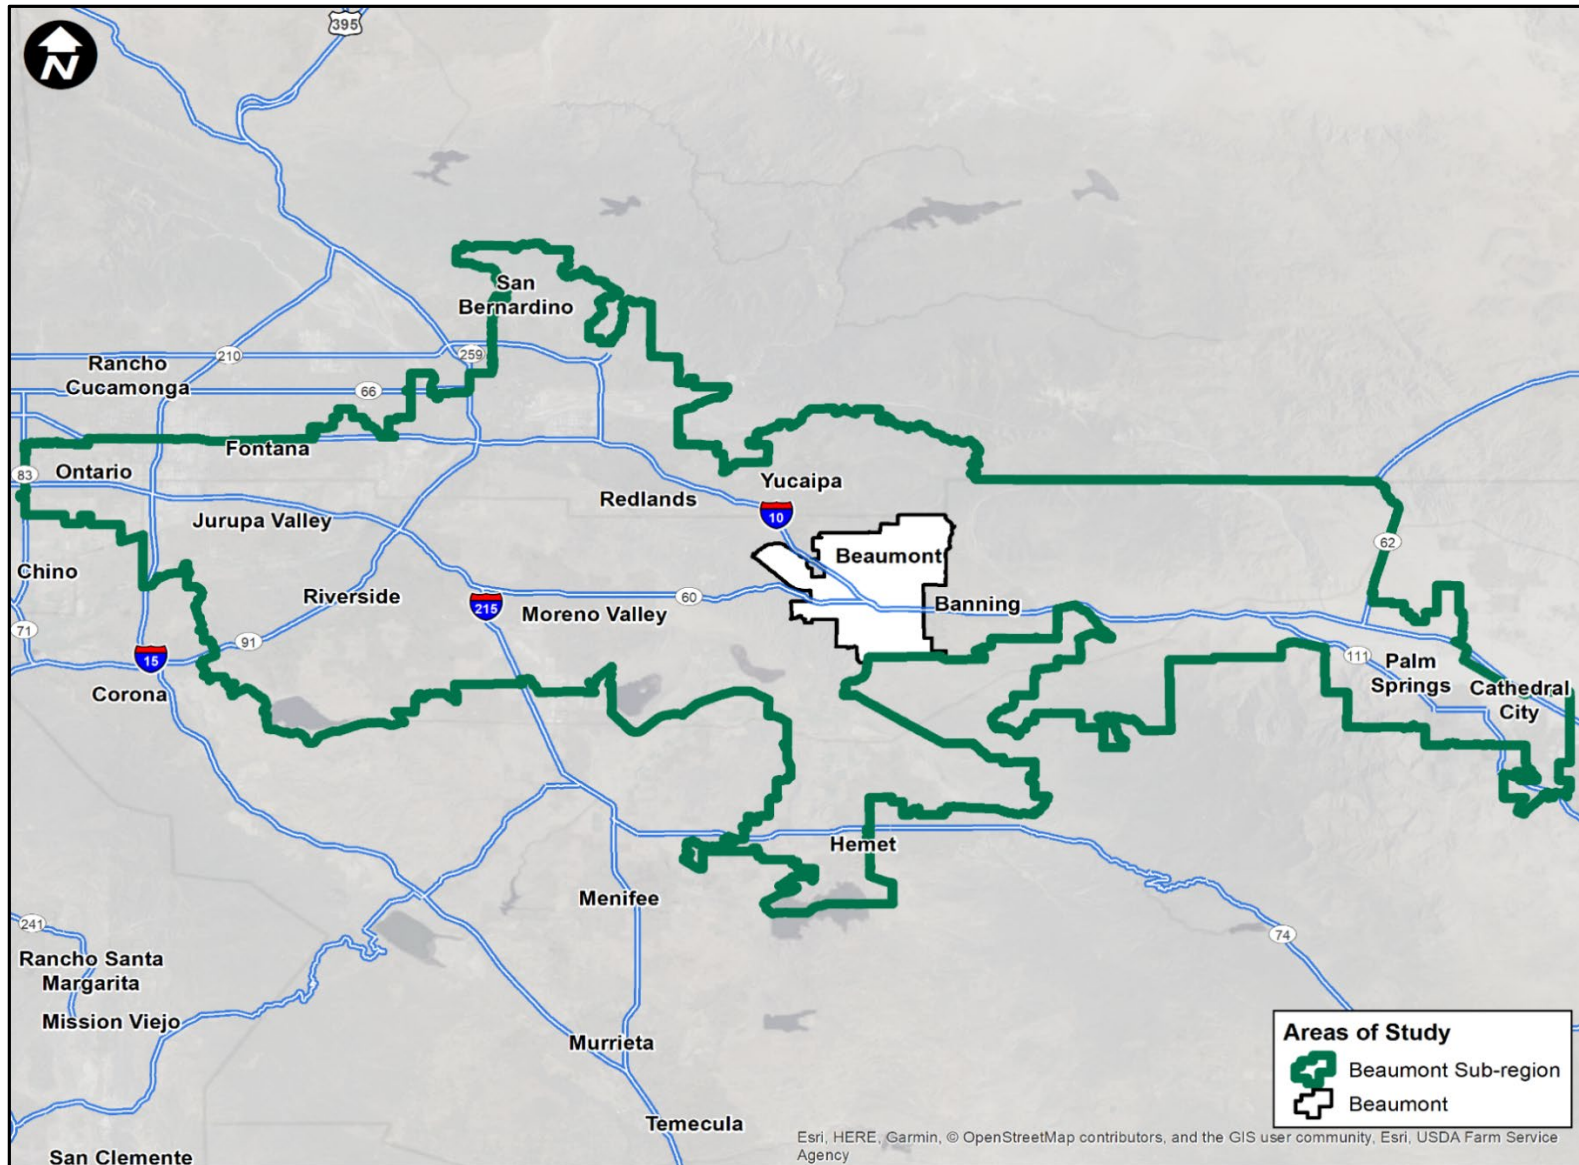 N
395
San
Bernardino
210
259
Rancho
Cucamonga
66
Fontana
83
Ontario
Yucaipa
Redlands
10
Jurupa Valley
62
Beaumont
Chino
Riverside
60
Banning
215
Moreno Valley
71
91
15
111
Palm
Springs
Corona
Cathedral
City
Hemet
Menifee
241
74
Rancho Santa
Margarita
Mission Viejo
Murrieta
Temecula
San Clemente
Areas of Study
Beaumont Sub-region
Beaumont
Esri, HERE, Garmin, © OpenStreetMap contributors, and the GIS user community, Esri, USDA Farm Service
Agency